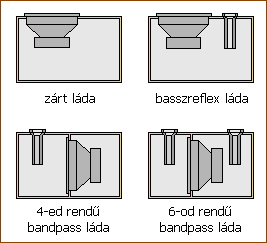 zárt láda
basszreflex láda
4-ed rendű
bandpass láda
6-od rendű
bandpass láda